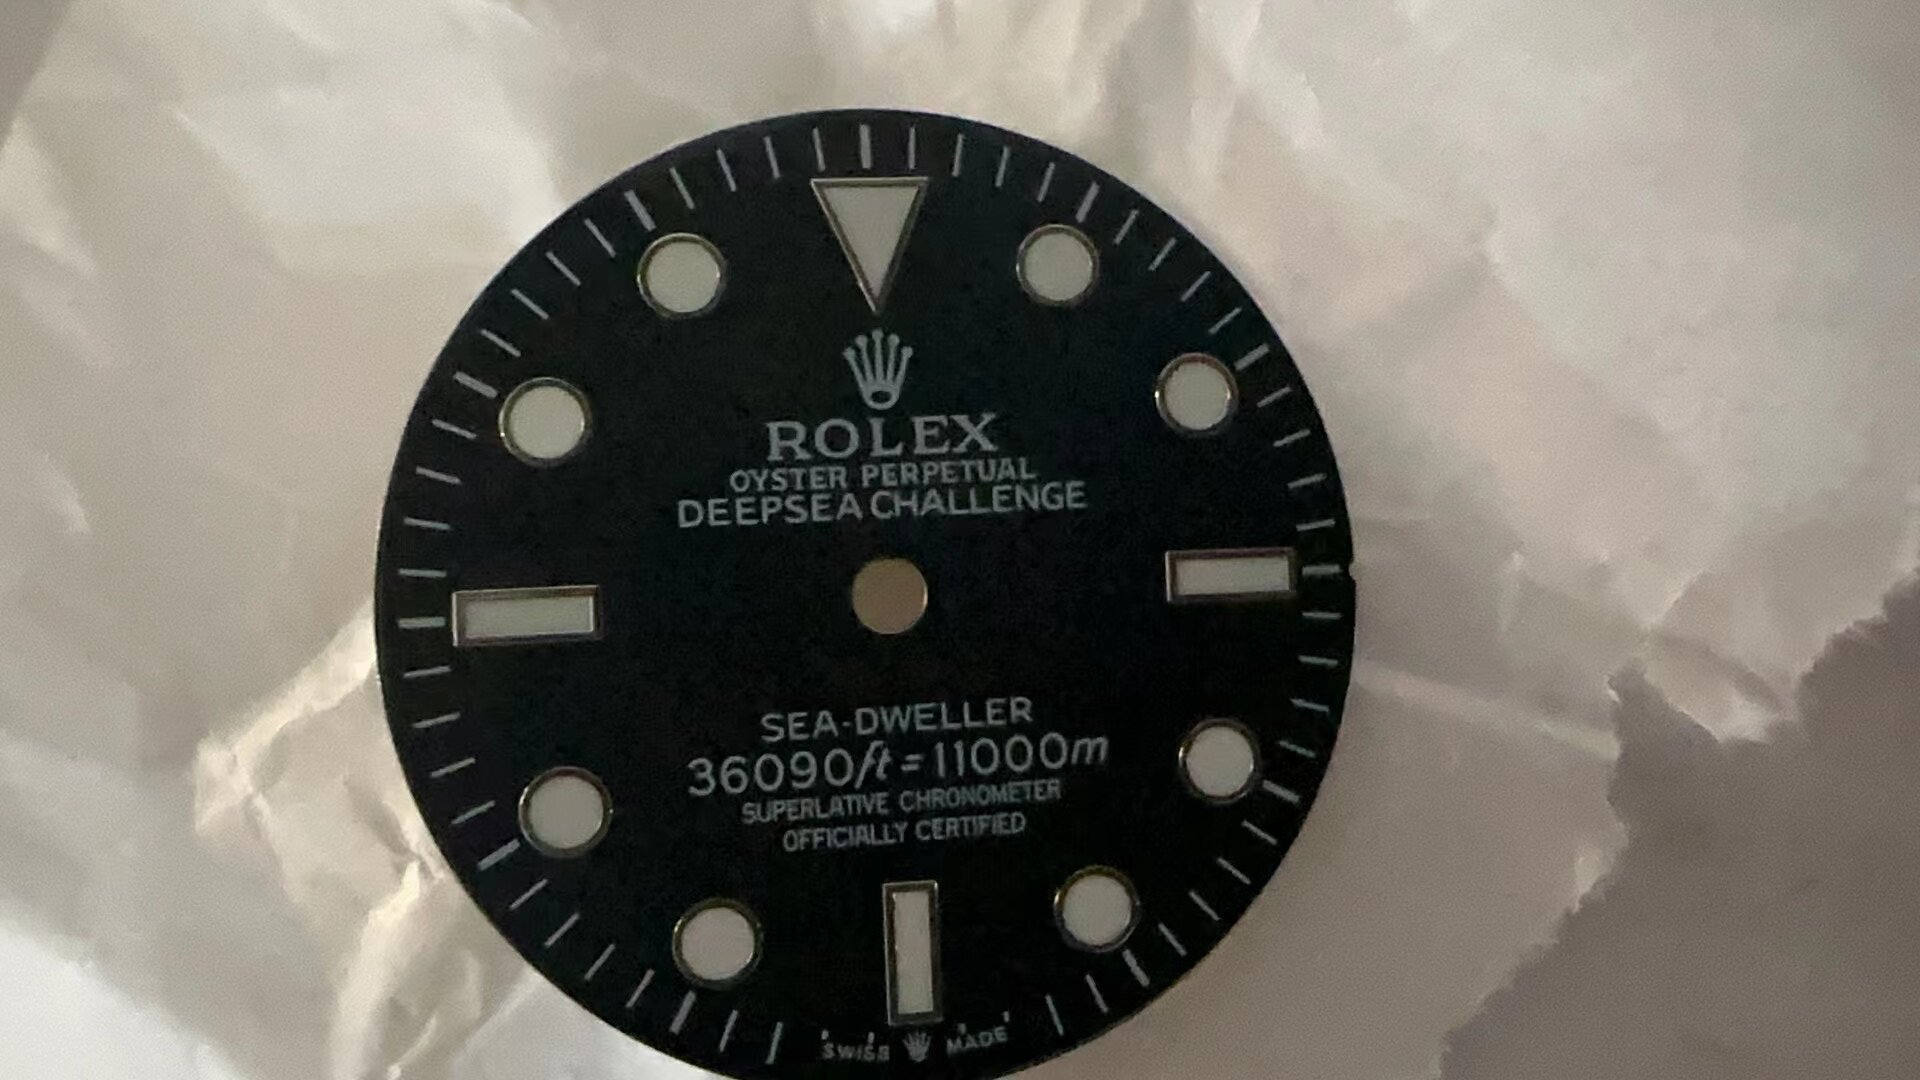 ROLEX
OYSTER PERPETUAL
DEEPSEA CHALLENGE
SEA-DWELLER
36090ft = 11000m
SUPERLATIVE CHRONOMETER
OFFICIALLY CERTIFIED
SWISS MADE